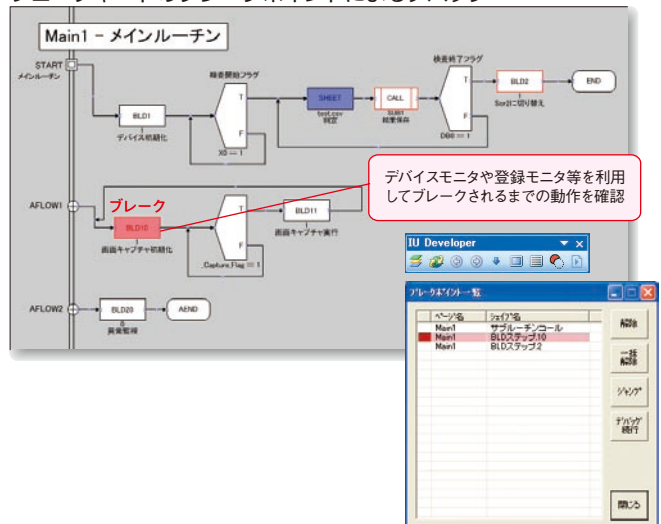 Main1 - メインルーチン
START
メインルーチン
BLD1
デバイス初期化
検査開始フラグ
T
F
X0 == 1
SHEET
test.csv
判定
CALL
SUB1
結果保存
検査終了フラグ
T
F
DB0 == 1
BLD2
Scr2に切り替え
END
デバイスモニタや登録モニタ等を利用
してブレークされるまでの動作を確認
AFLOW1
ブレーク
BLD10
画面キャプチャ初期化
T
F
Capture_Flag == 1
BLD11
画面キャプチャ実行
AFLOW2
BLD20
異常監視
AEND
IU Developer
ブレークポイント一覧
ページ名 シェイプ名
Main1 サブルーチンコール
Main1 BLDステップ.10
Main1 BLDステップ.2
解除
一括
解除
ジャンプ
デバッグ
続行
閉じる